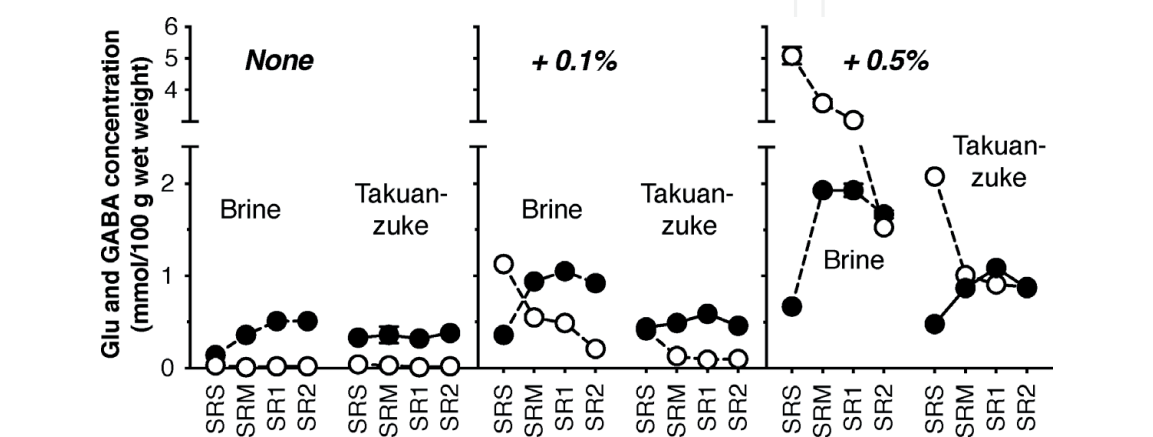 Glu and GABA concentration
(mmol/100 g wet weight)
6
5
4
2
1
0
None
Brine
Takuan-
zuke
SRS
SRM
SR1
SR2
SRS
SRM
SR1
SR2
+ 0.1%
Brine
Takuan-
zuke
SRS
SRM
SR1
SR2
SRS
SRM
SR1
SR2
+ 0.5%
Brine
Takuan-
zuke
SRS
SRM
SR1
SR2
SRS
SRM
SR1
SR2